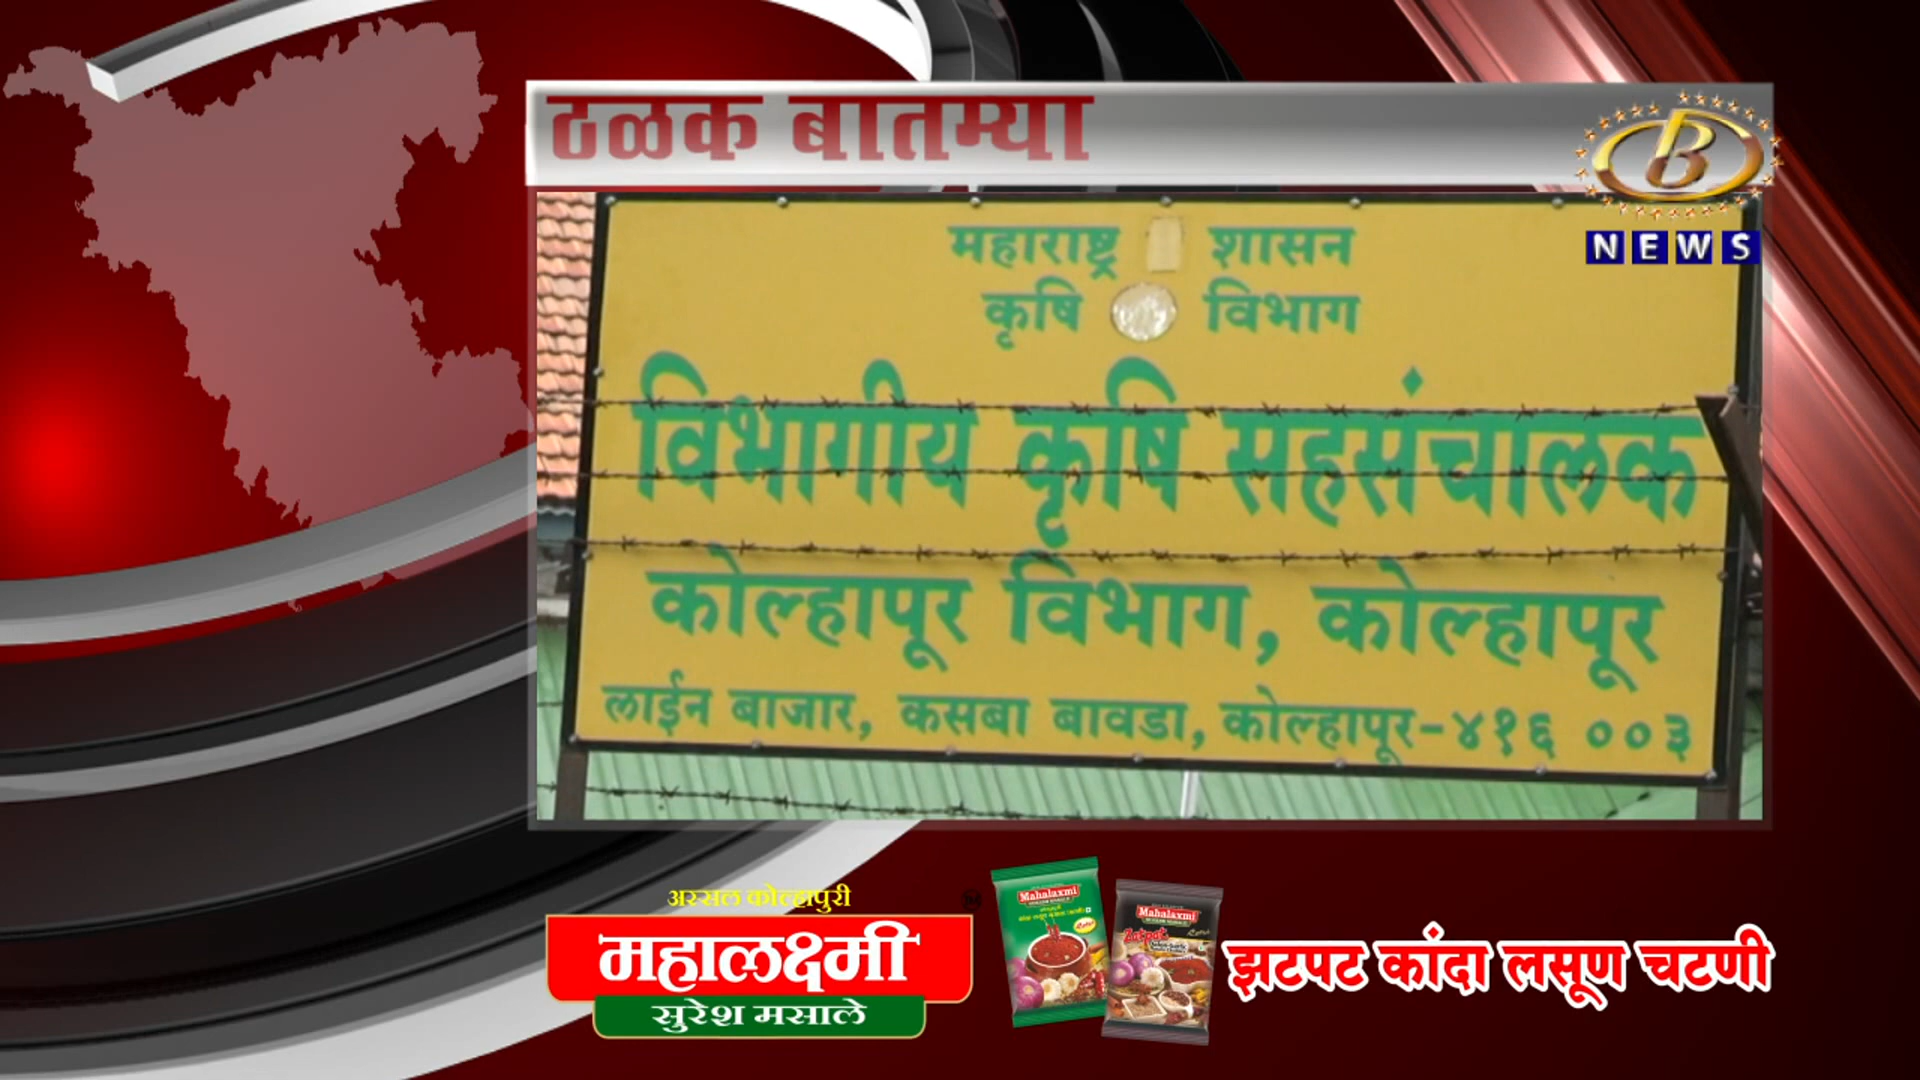 ठळक बातम्या
B
NEWS
महाराष्ट्र शासन
कृषि विभाग
विभागीय कृषि सहसंचालक
कोल्हापूर विभाग, कोल्हापूर
लाईन बाजार, कसबा बावडा, कोल्हापूर-४१६ ००३
अस्सल कोल्हापुरी
महालक्ष्मी
सुरेश मसाले
Mahalaxmi
Mahalaxmi
Zatpat
झटपट कांदा लसूण चटणी